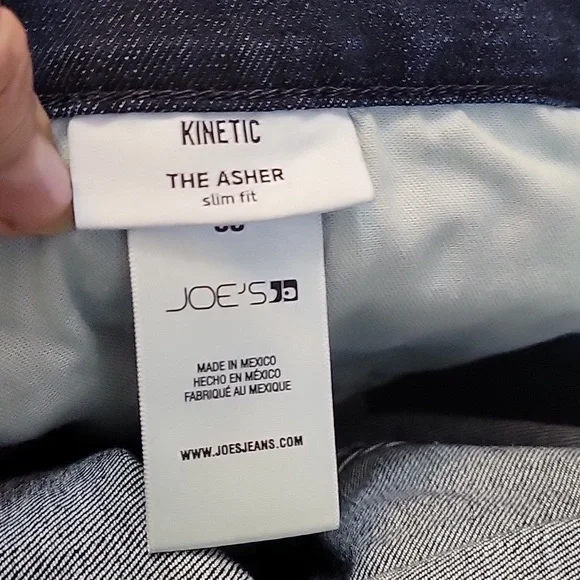 KINETIC
THE ASHER
slim fit
JOE'S
MADE IN MEXICO
HECHO EN MÉXICO
FABRIQUÉ AU MEXIQUE
WWW.JOESJEANS.COM